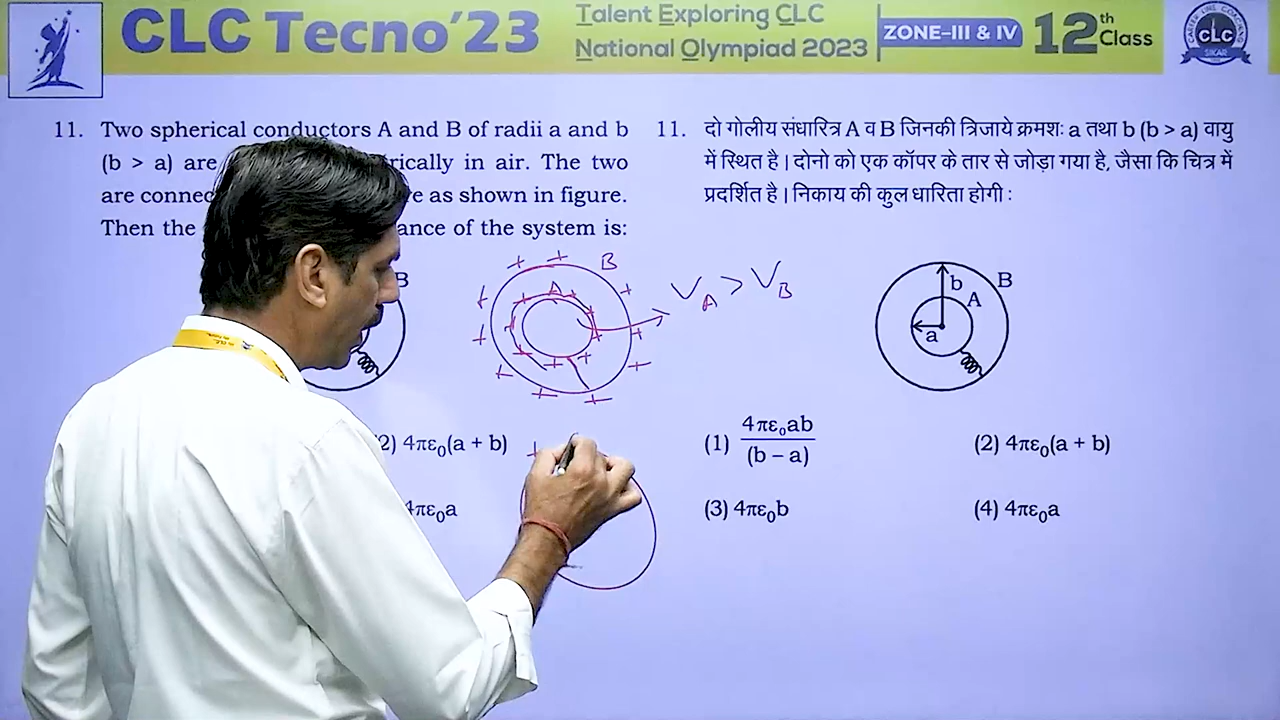 CLC Tecno'23
Talent Exploring CLC
National Olympiad 2023
ZONE–III & IV
12th Class
CLC
SIKAR
11. Two spherical conductors A and B of radii a and b
(b > a) are rically in air. The two
are connec e as shown in figure.
Then the ance of the system is:
B
2) 4πε₀(a + b)
4πε₀a
A
B
V_A > V_B
11. दो गोलीय संधारित्र A व B जिनकी त्रिजाये क्रमशः a तथा b (b > a) वायु
में स्थित है। दोनो को एक कॉपर के तार से जोड़ा गया है, जैसा कि चित्र में
प्रदर्शित है। निकाय की कुल धारिता होगी :
b
B
A
a
(1) 4πε₀ab / (b – a)
(2) 4πε₀(a + b)
(3) 4πε₀b
(4) 4πε₀a